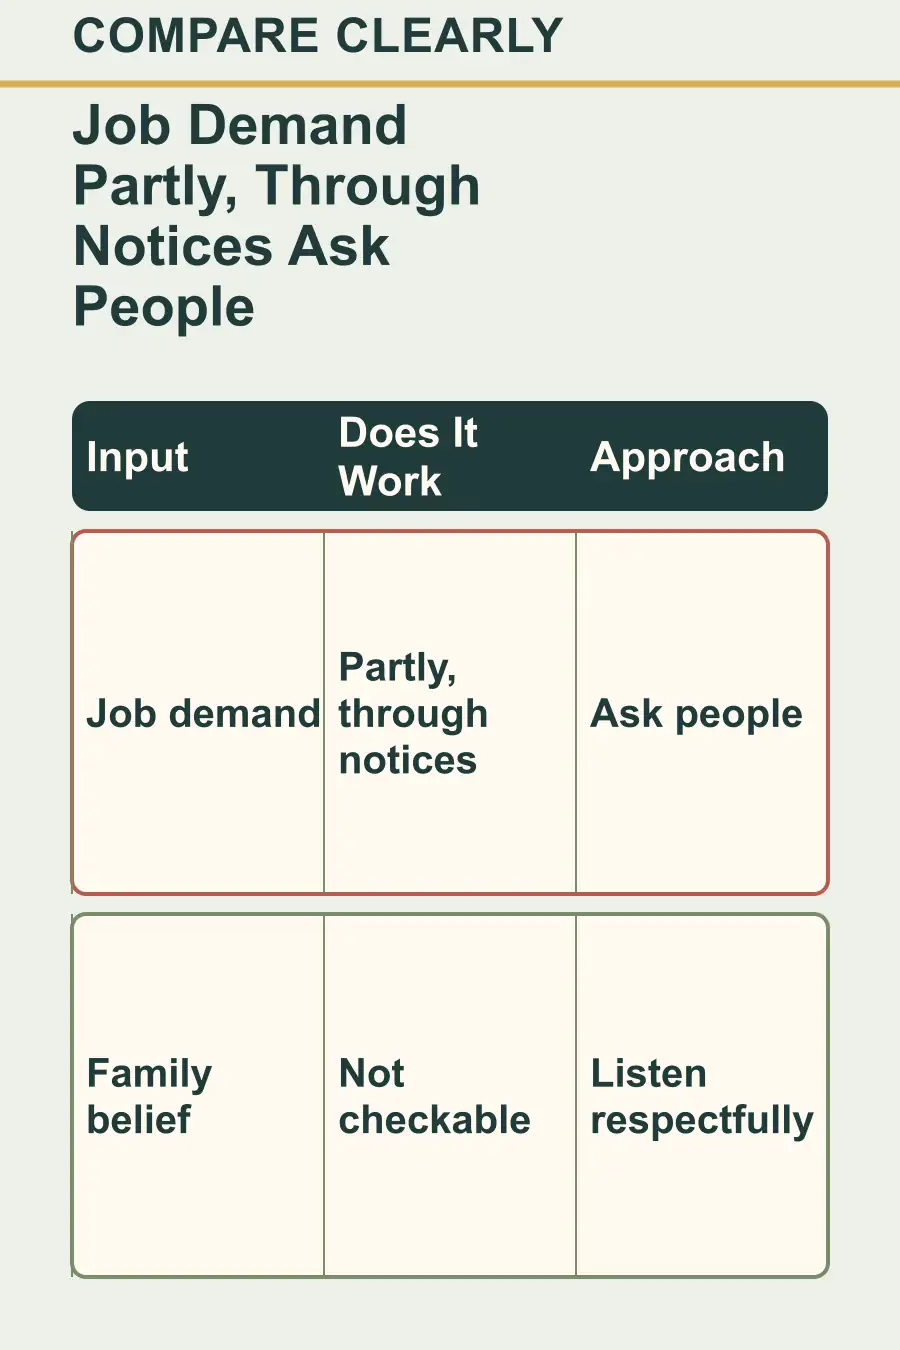 COMPARE CLEARLY
Job Demand
Partly, Through
Notices Ask
People
Input
Does It
Work
Approach
Job demand
Partly,
through
notices
Ask people
Family
belief
Not
checkable
Listen
respectfully